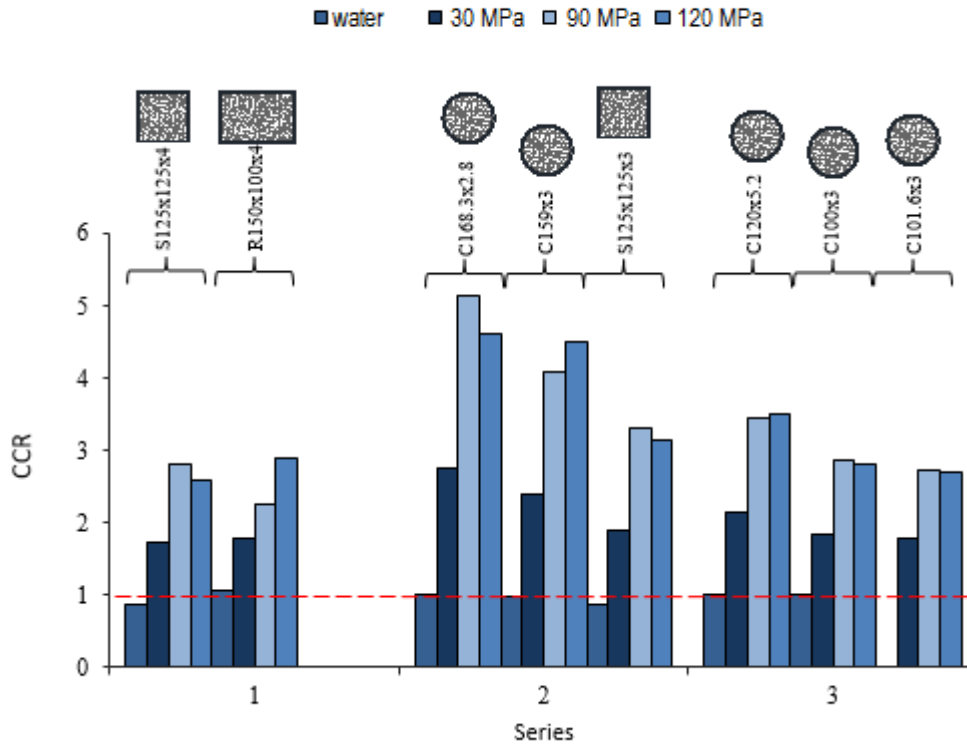 water 30 MPa 90 MPa 120 MPa
S125x125x4
R150x100x4
C168.3x2.8
C159x3
S125x125x3
C120x5.2
C100x3
C101.6x3
6
5
4
3
2
1
0
CCR
1 2 3
Series